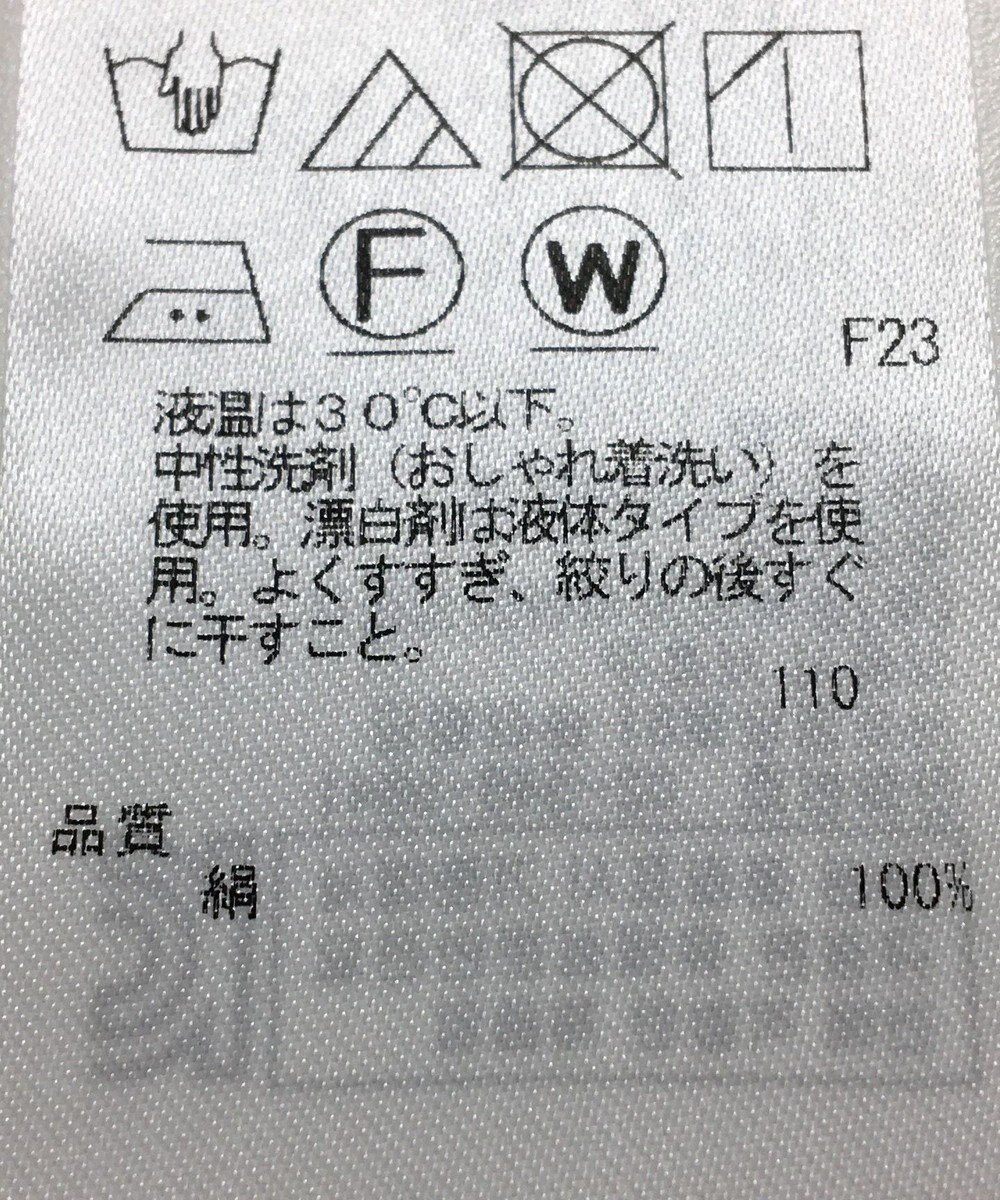 F
W
F23
液温は30℃以下。
中性洗剤（おしゃれ着洗い）を
使用。漂白剤は液体タイプを使
用。よくすすぎ、絞りの後すぐ
に干すこと。
110
品質
絹 100%